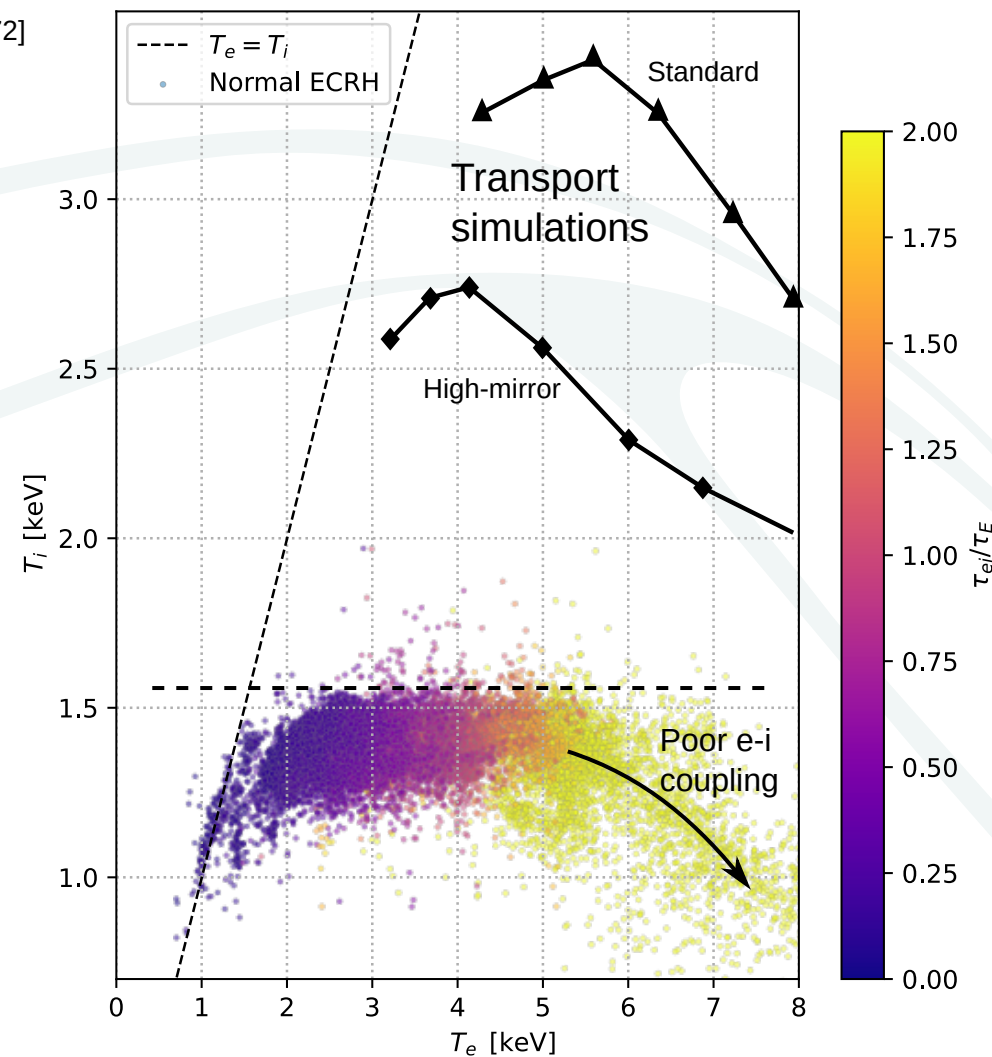 /2]
T_e = T_i
Normal ECRH
Standard
Transport
simulations
High-mirror
Poor e-i
coupling
3.0
2.5
2.0
1.5
1.0
T_i [keV]
0 1 2 3 4 5 6 7 8
T_e [keV]
2.00
1.75
1.50
1.25
1.00
0.75
0.50
0.25
0.00
τ_ei/τ_E